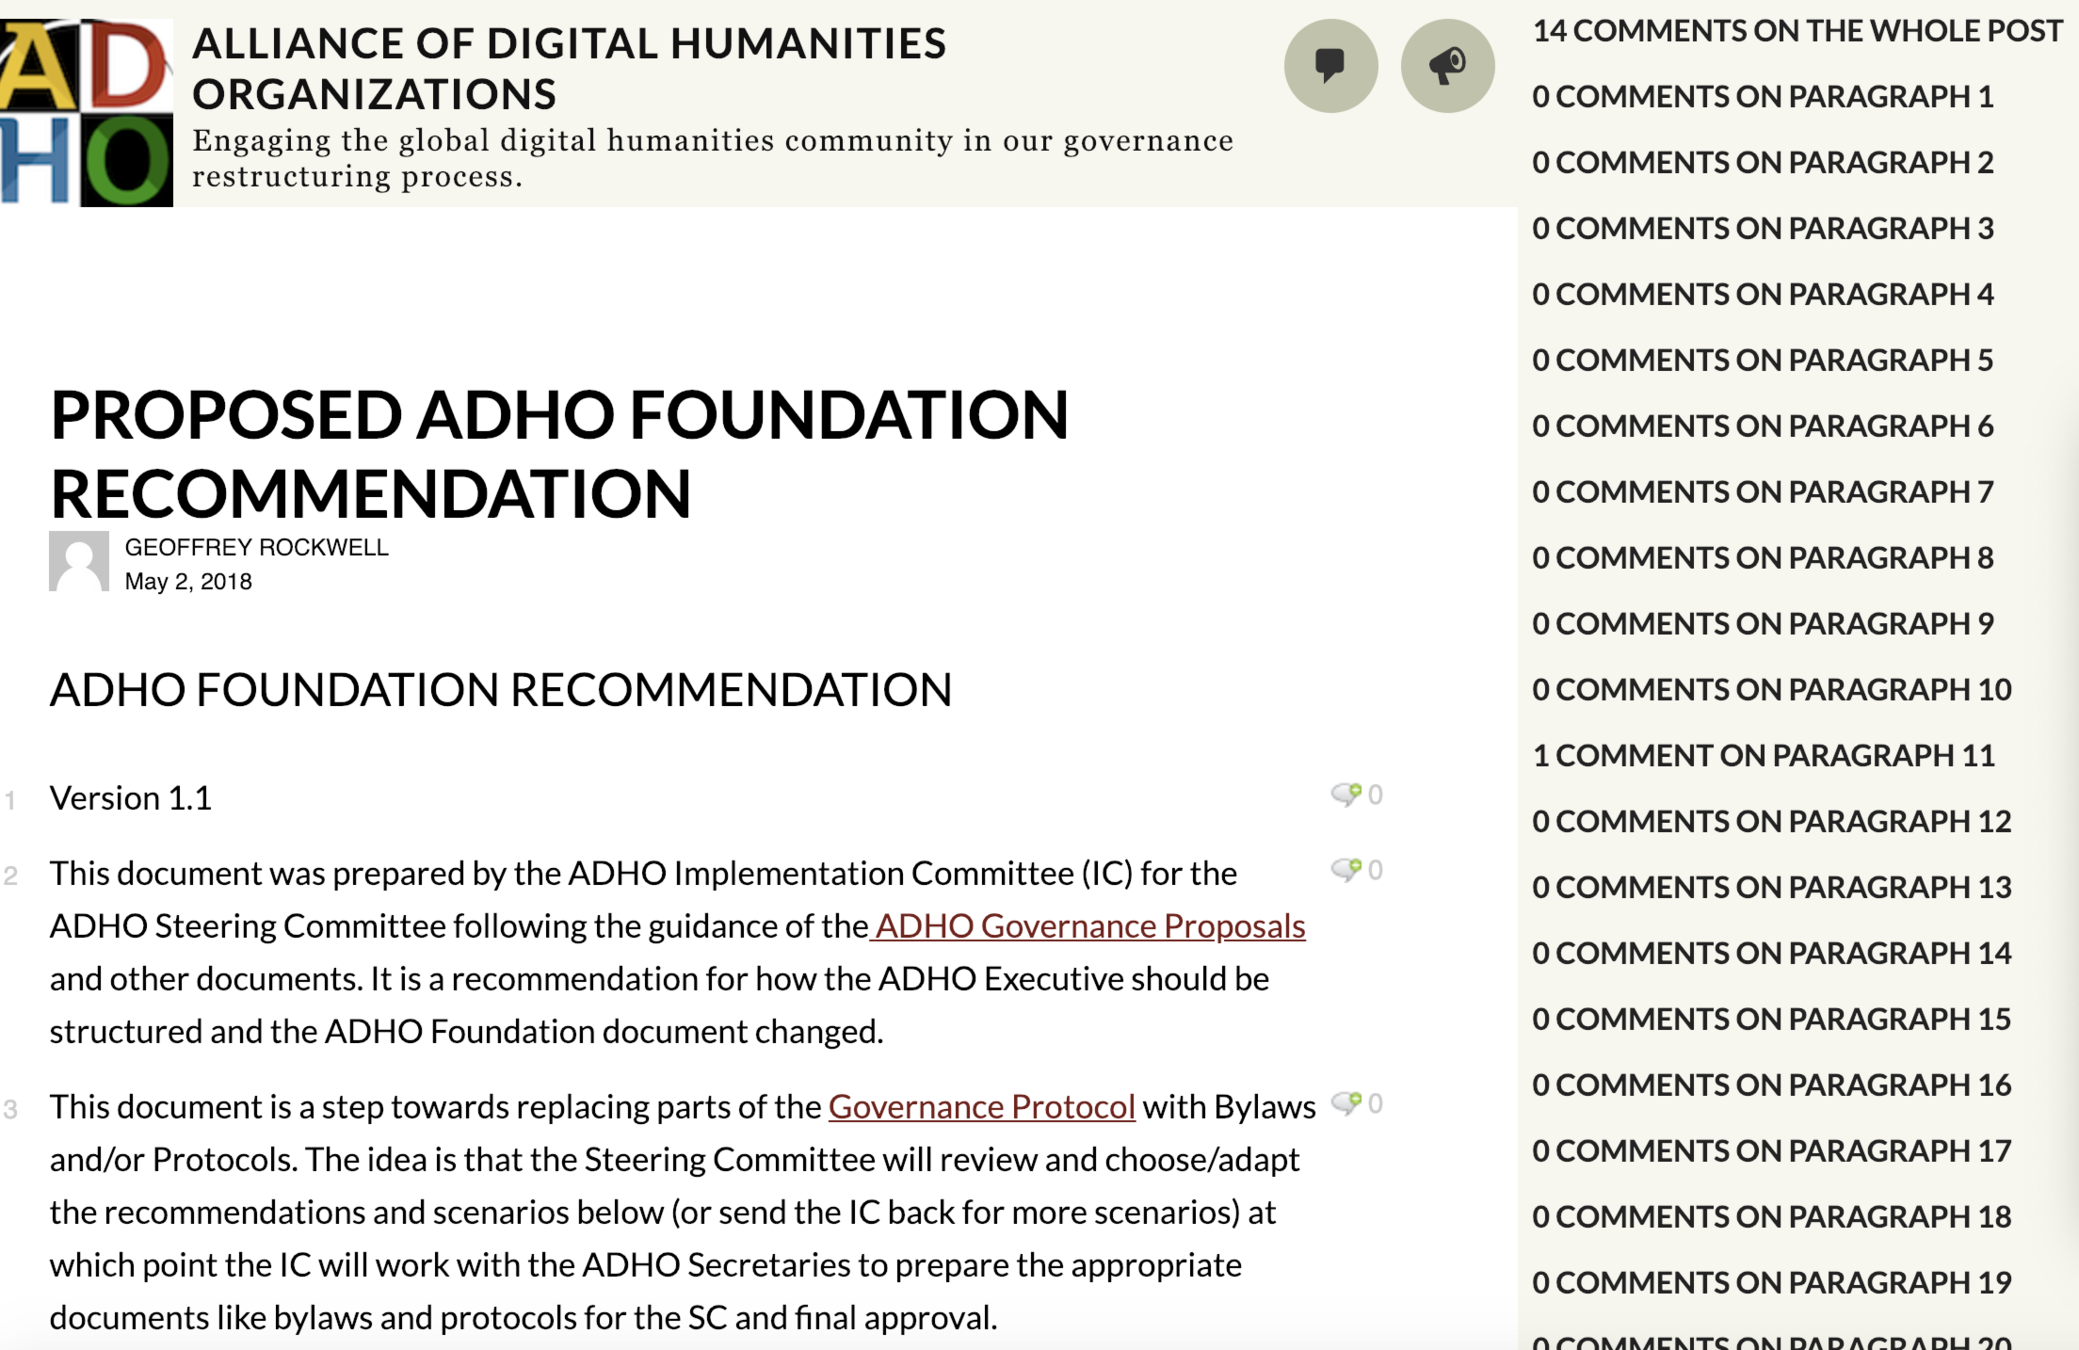 AD
HO
ALLIANCE OF DIGITAL HUMANITIES
ORGANIZATIONS
Engaging the global digital humanities community in our governance
restructuring process.
PROPOSED ADHO FOUNDATION
RECOMMENDATION
GEOFFREY ROCKWELL
May 2, 2018
ADHO FOUNDATION RECOMMENDATION
1 Version 1.1 0
2 This document was prepared by the ADHO Implementation Committee (IC) for the 0
ADHO Steering Committee following the guidance of the ADHO Governance Proposals
and other documents. It is a recommendation for how the ADHO Executive should be
structured and the ADHO Foundation document changed.
3 This document is a step towards replacing parts of the Governance Protocol with Bylaws 0
and/or Protocols. The idea is that the Steering Committee will review and choose/adapt
the recommendations and scenarios below (or send the IC back for more scenarios) at
which point the IC will work with the ADHO Secretaries to prepare the appropriate
documents like bylaws and protocols for the SC and final approval.
14 COMMENTS ON THE WHOLE POST
0 COMMENTS ON PARAGRAPH 1
0 COMMENTS ON PARAGRAPH 2
0 COMMENTS ON PARAGRAPH 3
0 COMMENTS ON PARAGRAPH 4
0 COMMENTS ON PARAGRAPH 5
0 COMMENTS ON PARAGRAPH 6
0 COMMENTS ON PARAGRAPH 7
0 COMMENTS ON PARAGRAPH 8
0 COMMENTS ON PARAGRAPH 9
0 COMMENTS ON PARAGRAPH 10
1 COMMENT ON PARAGRAPH 11
0 COMMENTS ON PARAGRAPH 12
0 COMMENTS ON PARAGRAPH 13
0 COMMENTS ON PARAGRAPH 14
0 COMMENTS ON PARAGRAPH 15
0 COMMENTS ON PARAGRAPH 16
0 COMMENTS ON PARAGRAPH 17
0 COMMENTS ON PARAGRAPH 18
0 COMMENTS ON PARAGRAPH 19
0 COMMENTS ON PARAGRAPH 20